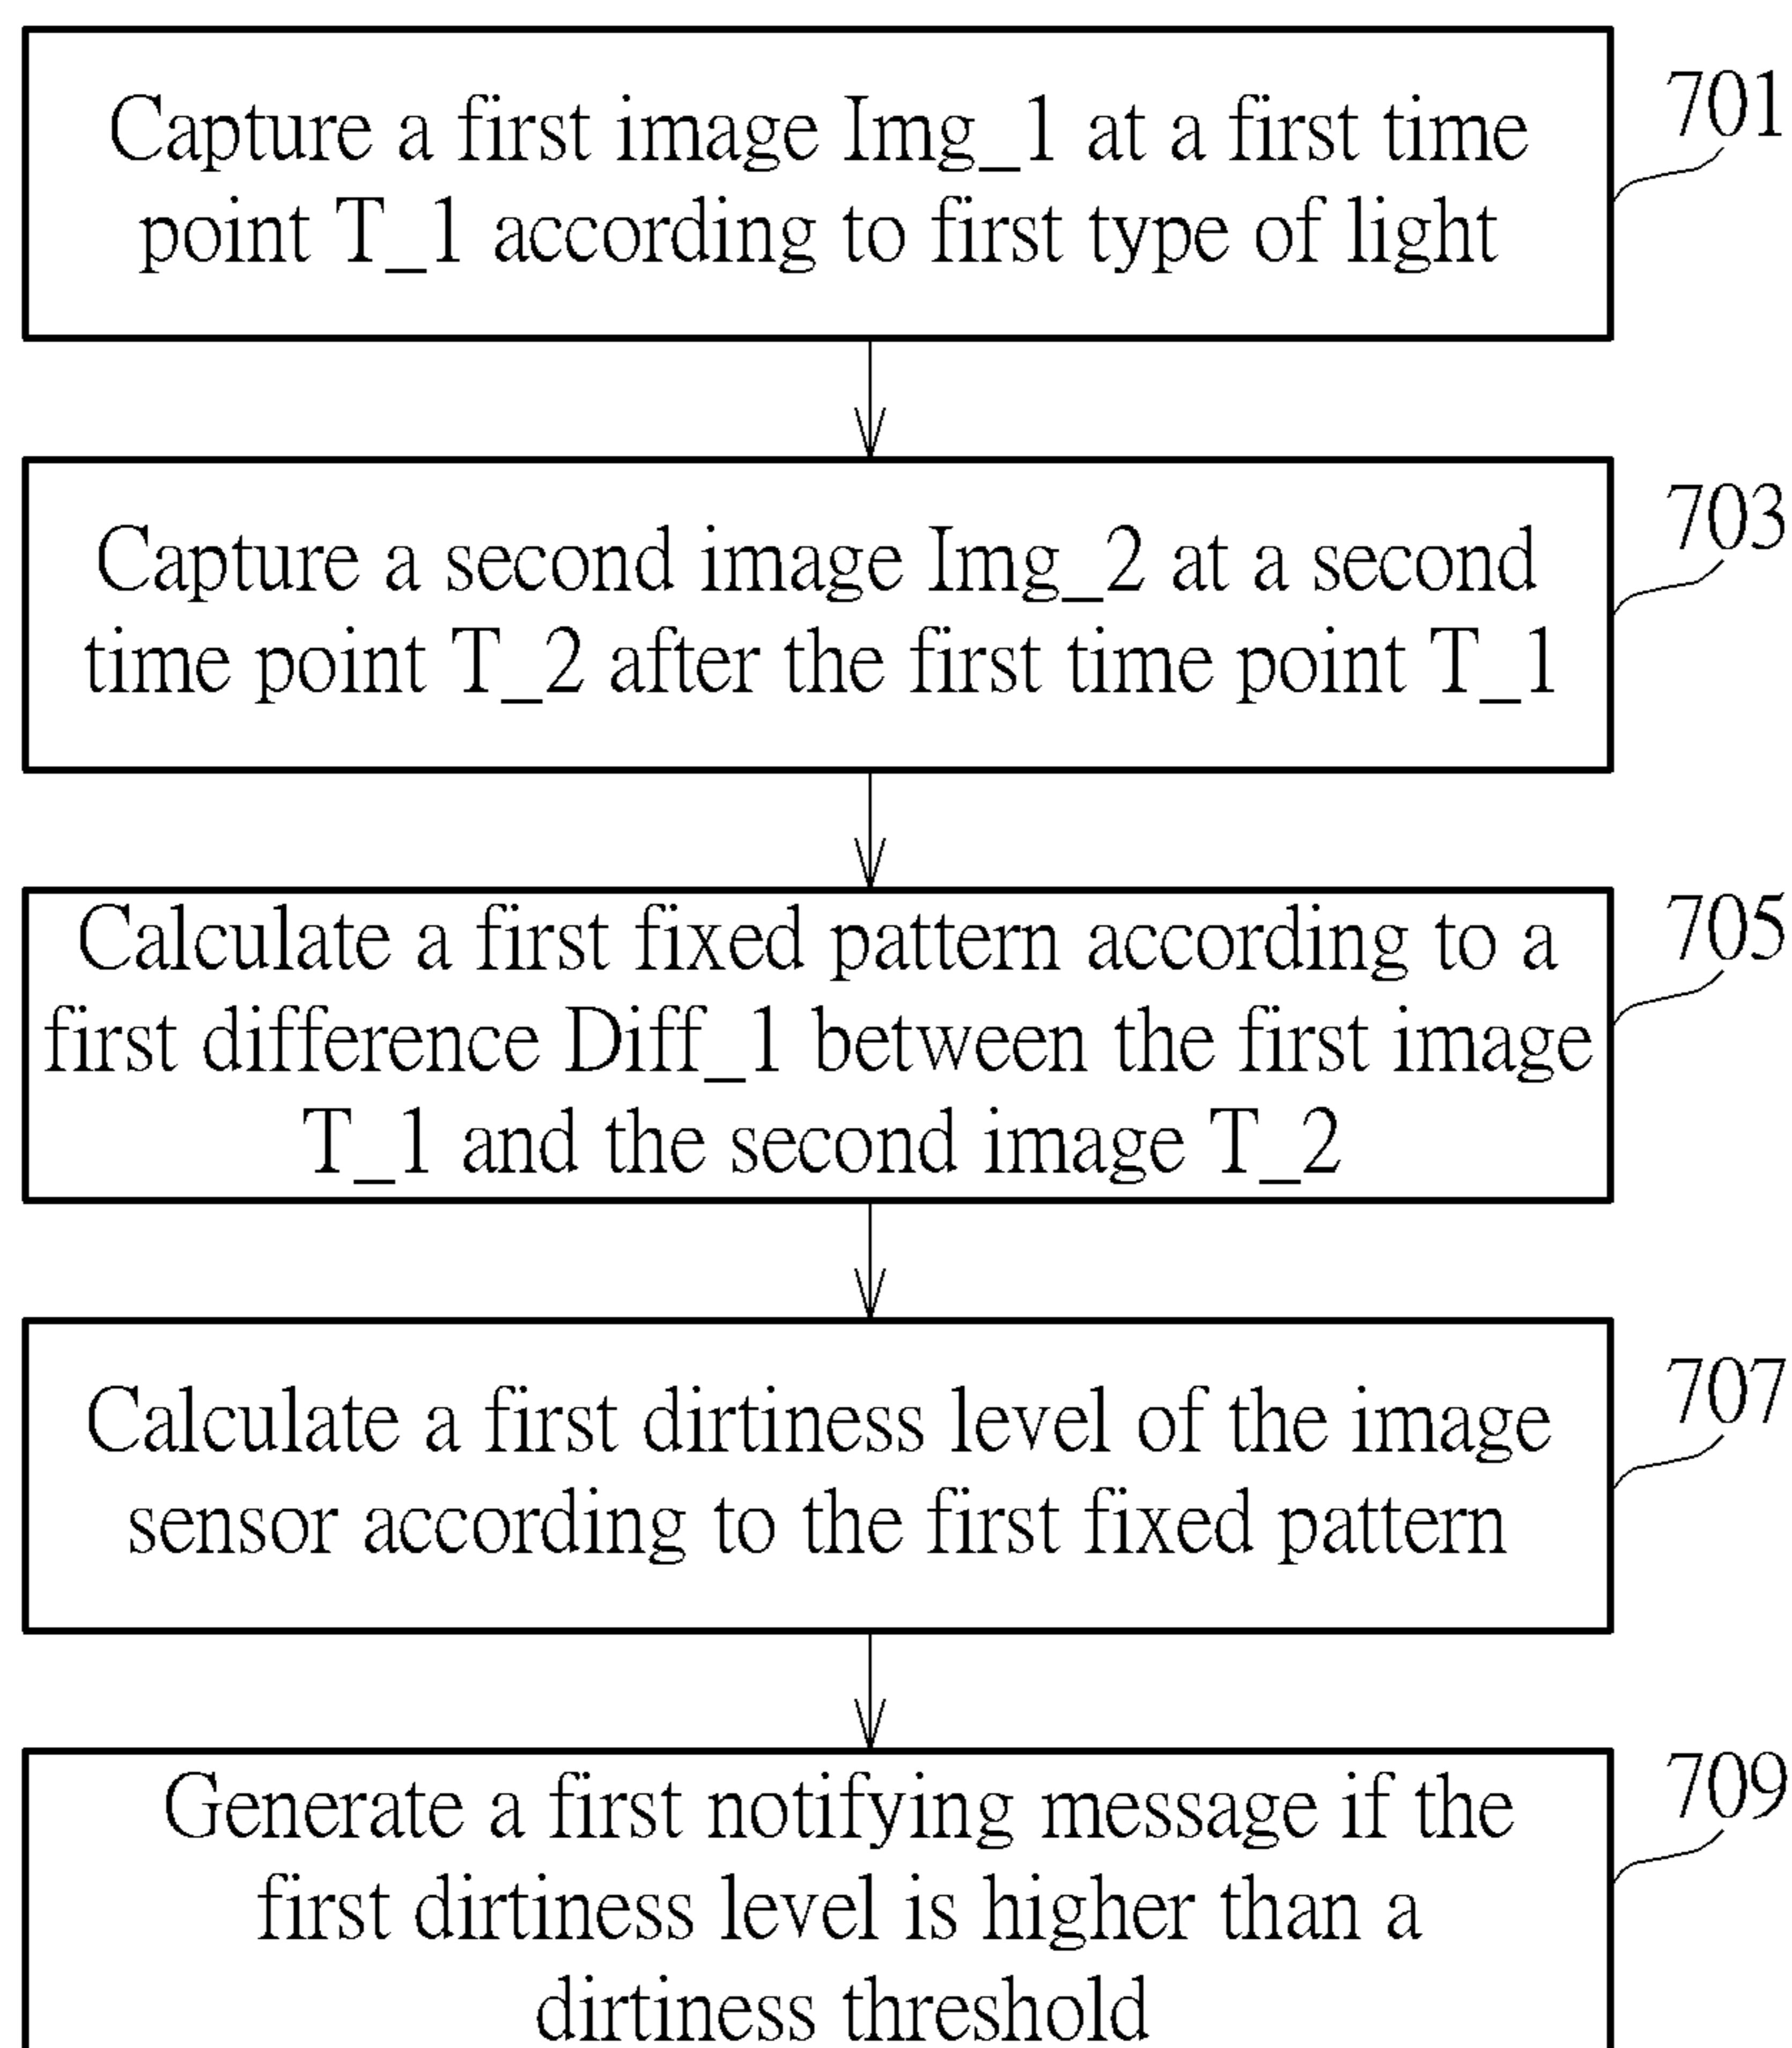 Capture a first image Img_1 at a first time
point T_1 according to first type of light
701
Capture a second image Img_2 at a second
time point T_2 after the first time point T_1
703
Calculate a first fixed pattern according to a
first difference Diff_1 between the first image
T_1 and the second image T_2
705
Calculate a first dirtiness level of the image
sensor according to the first fixed pattern
707
Generate a first notifying message if the
first dirtiness level is higher than a
dirtiness threshold
709